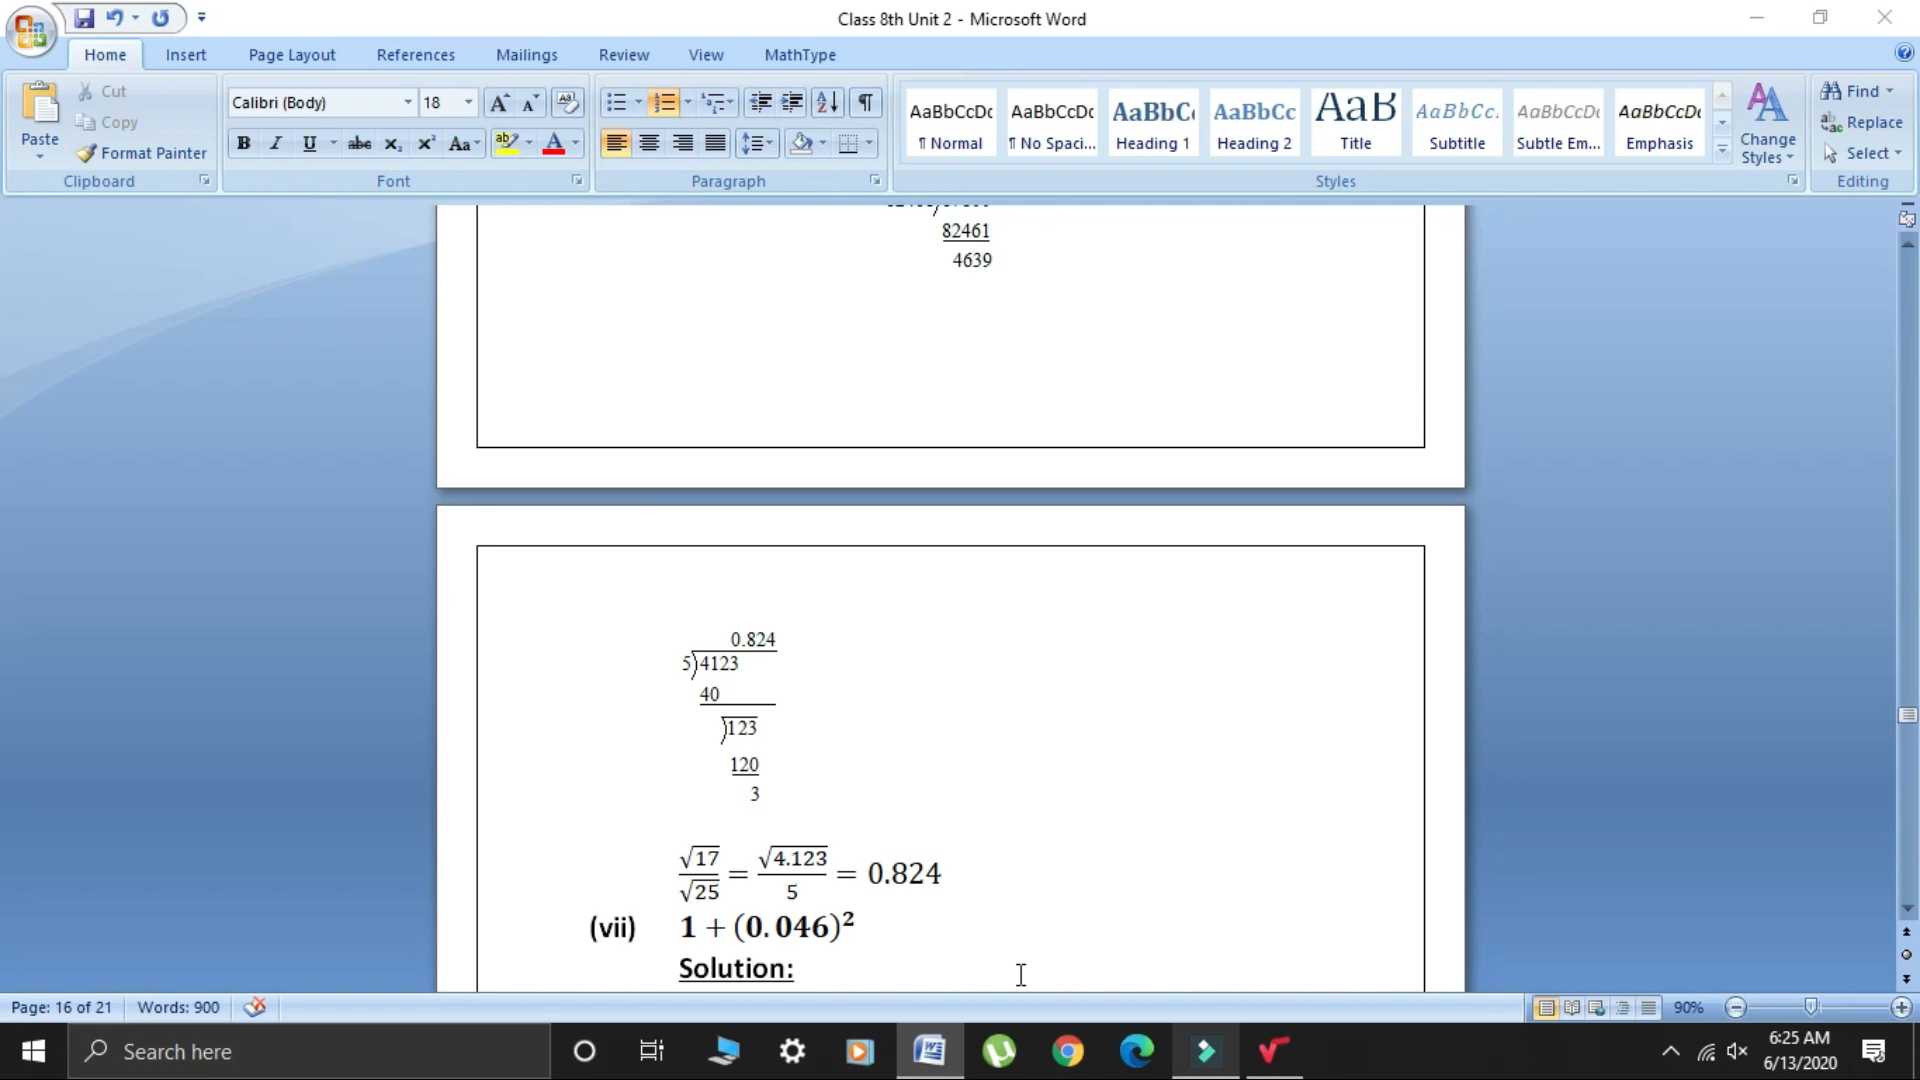 Class 8th Unit 2 - Microsoft Word
Home Insert Page Layout References Mailings Review View MathType
Paste
Cut
Copy
Format Painter
Clipboard
Calibri (Body) 18
B I U abc X₂ X² Aa
Font
Paragraph
AaBbCcDc AaBbCcDc AaBbC AaBbCc AaB AaBbCc. AaBbCcDc AaBbCcDc
¶ Normal ¶ No Spaci... Heading 1 Heading 2 Title Subtitle Subtle Em... Emphasis
Change Styles
Styles
Find
Replace
Select
Editing
82461
4639
0.824
5)4123
40
)123
120
3
√17/√25 = √4.123/5 = 0.824
(vii) 1 + (0.046)²
Solution:
Page: 16 of 21 Words: 900 90%
Search here
6:25 AM
6/13/2020